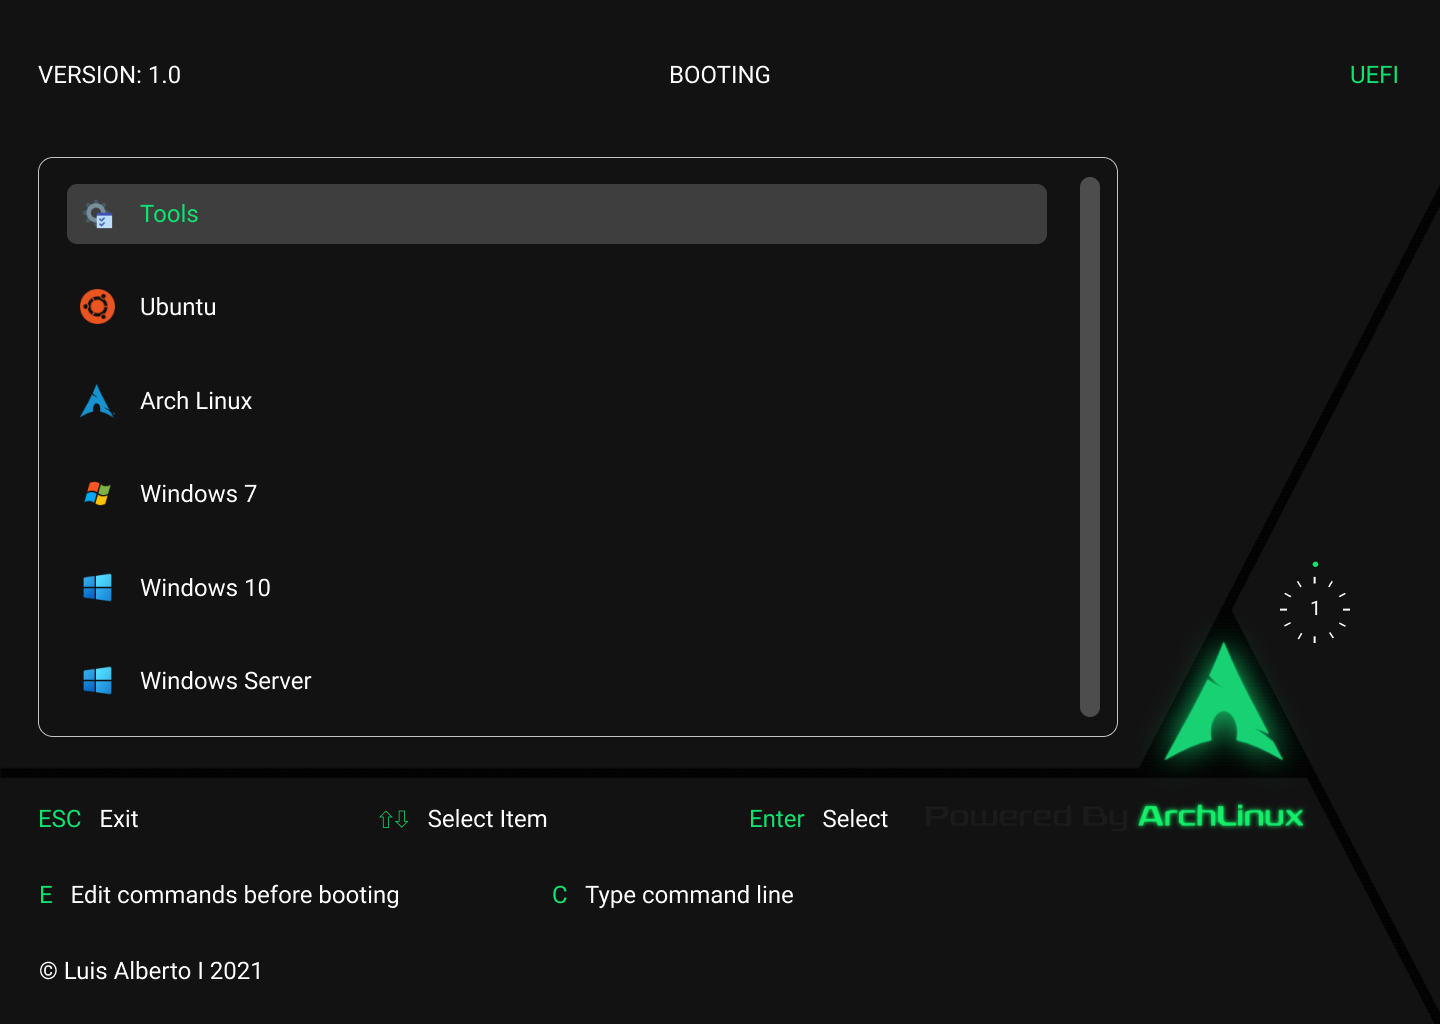 VERSION: 1.0 BOOTING UEFI
Tools
Ubuntu
Arch Linux
Windows 7
Windows 10
Windows Server
1
ESC Exit ⇧⇩ Select Item Enter Select Powered By ArchLinux
E Edit commands before booting C Type command line
© Luis Alberto I 2021